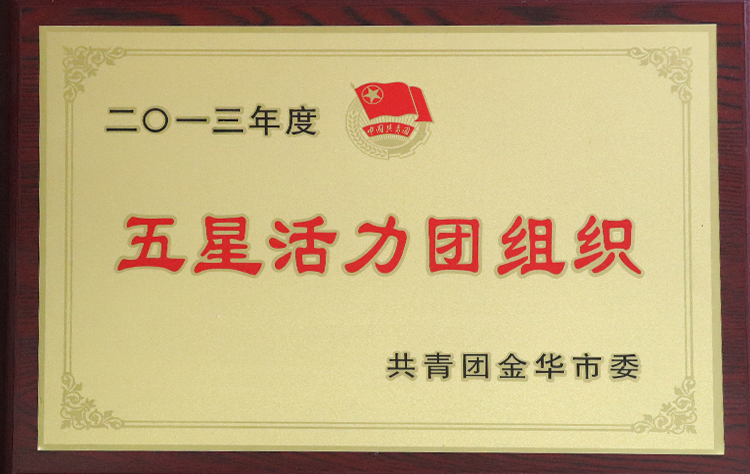 二〇一三年度
中国共青团
五星活力团组织
共青团金华市委